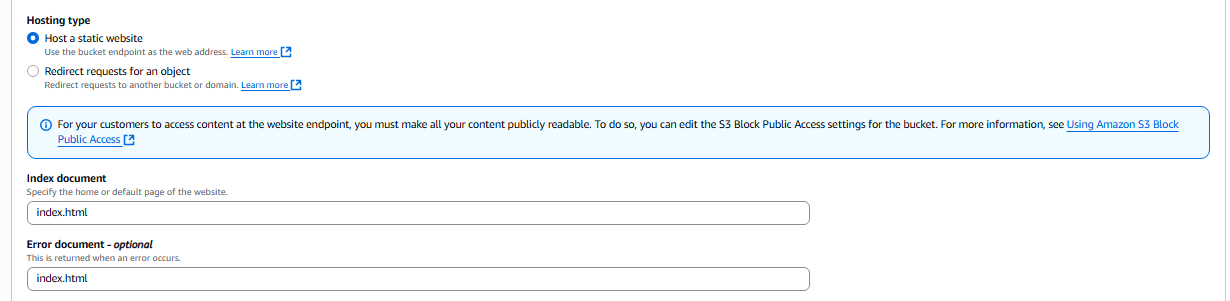 Hosting type
Host a static website
Use the bucket endpoint as the web address. Learn more
Redirect requests for an object
Redirect requests to another bucket or domain. Learn more
For your customers to access content at the website endpoint, you must make all your content publicly readable. To do so, you can edit the S3 Block Public Access settings for the bucket. For more information, see Using Amazon S3 Block
Public Access
Index document
Specify the home or default page of the website.
index.html
Error document - optional
This is returned when an error occurs.
index.html